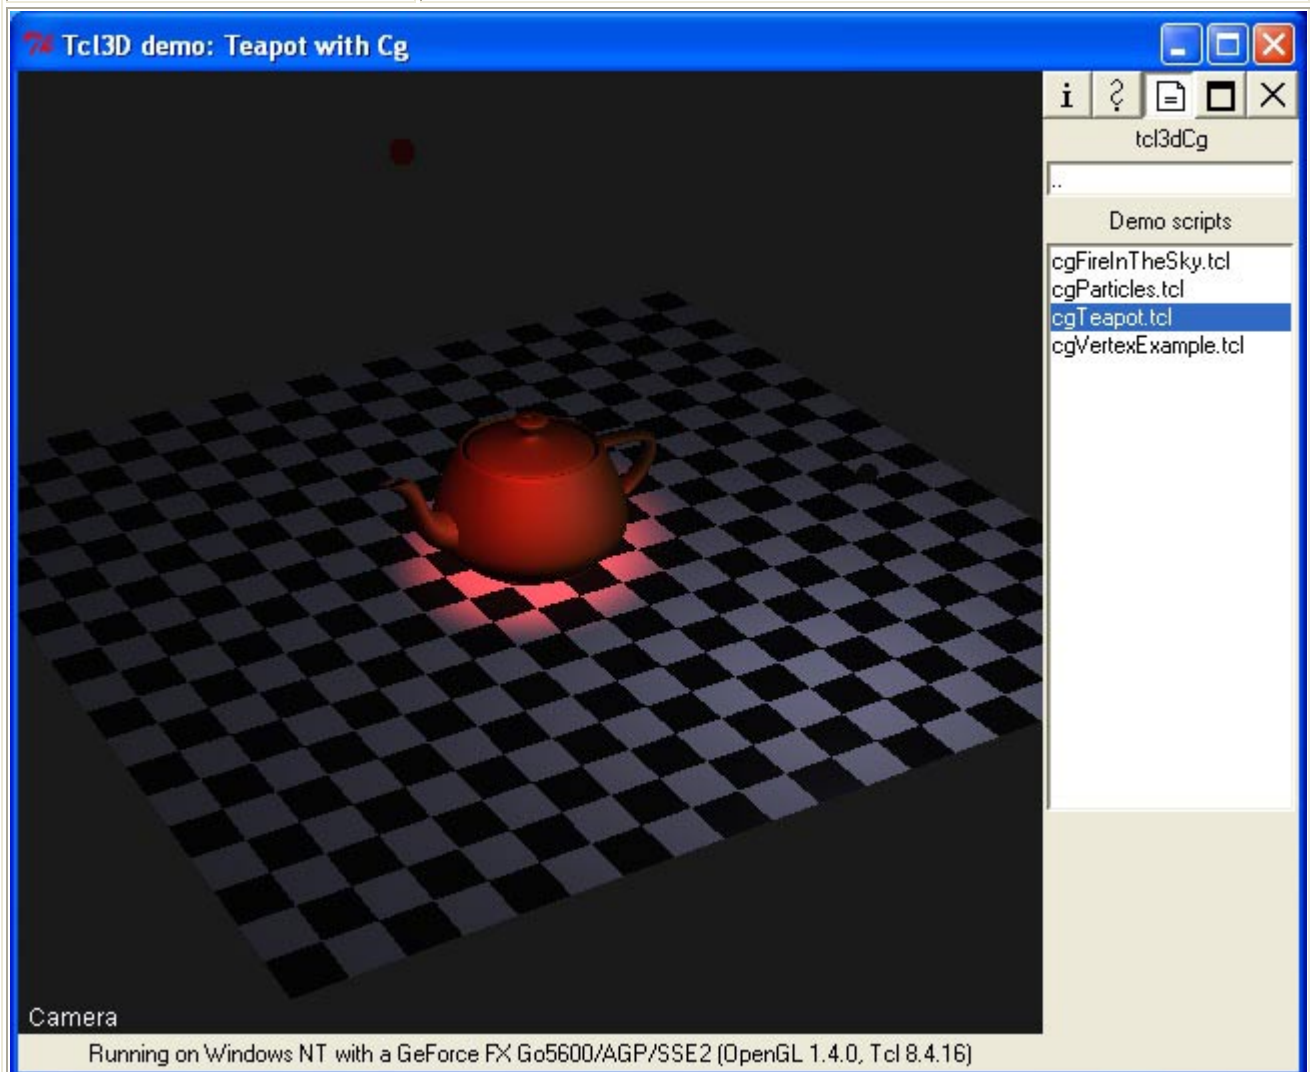 Tcl3D demo: Teapot with Cg
tcl3dCg
..
Demo scripts
cgFireInTheSky.tcl
cgParticles.tcl
cgTeapot.tcl
cgVertexExample.tcl
Camera
Running on Windows NT with a GeForce FX Go5600/AGP/SSE2 (OpenGL 1.4.0, Tcl 8.4.16)